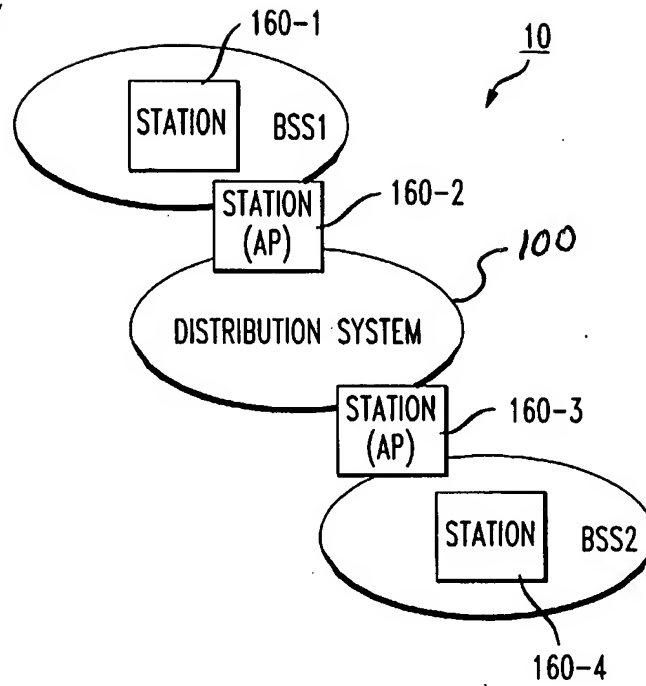 160-1
10
STATION
BSS1
STATION
(AP)
160-2
100
DISTRIBUTION SYSTEM
STATION
(AP)
160-3
STATION
BSS2
160-4